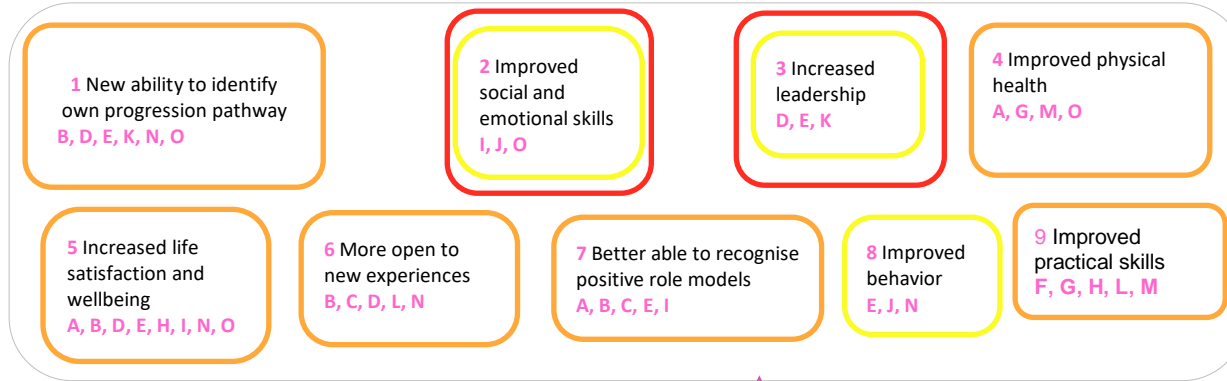 1 New ability to identify
own progression pathway
B, D, E, K, N, O
2 Improved
social and
emotional skills
I, J, O
3 Increased
leadership
D, E, K
4 Improved physical
health
A, G, M, O
5 Increased life
satisfaction and
wellbeing
A, B, D, E, H, I, N, O
6 More open to
new experiences
B, C, D, L, N
7 Better able to recognise
positive role models
A, B, C, E, I
8 Improved
behavior
E, J, N
9 Improved
practical skills
F, G, H, L, M